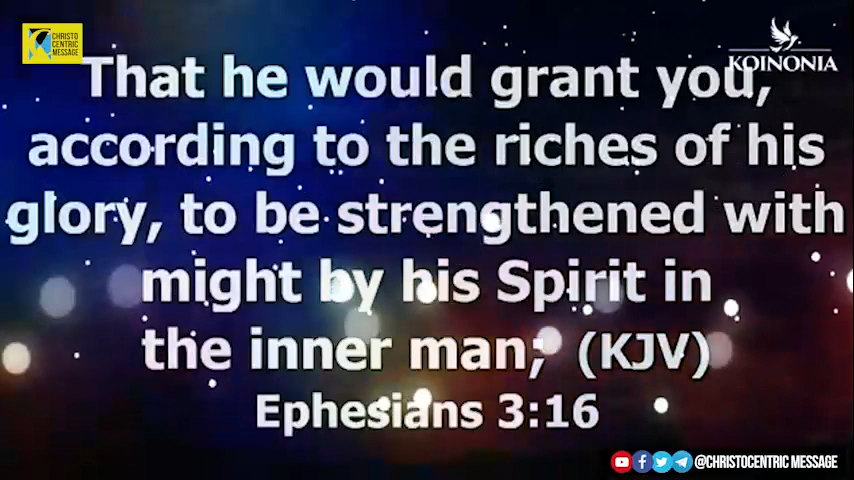 CHRISTO
CENTRIC
MESSAGE
KOINONIA
That he would grant you,
according to the riches of his
glory, to be strengthened with
might by his Spirit in
the inner man; (KJV)
Ephesians 3:16
@CHRISTOCENTRIC MESSAGE